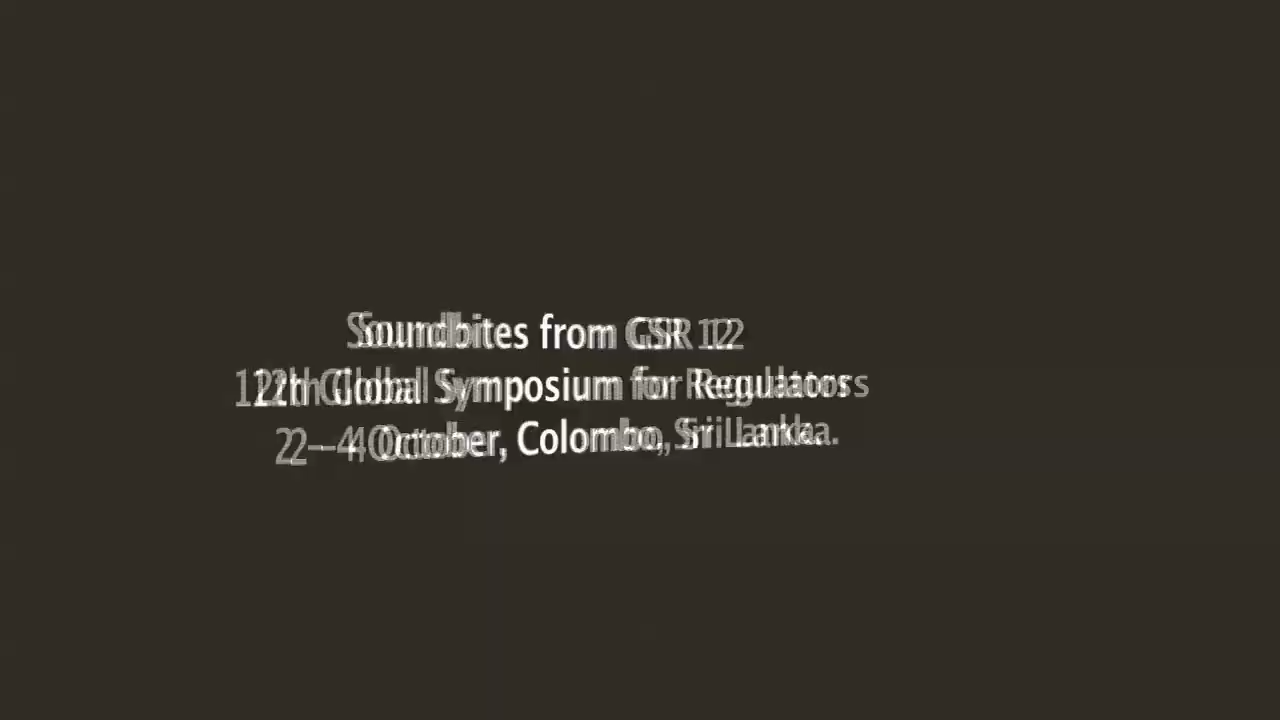 Soundbites from GSR 12
12th Global Symposium for Regulators
2–4 October, Colombo, Sri Lanka.